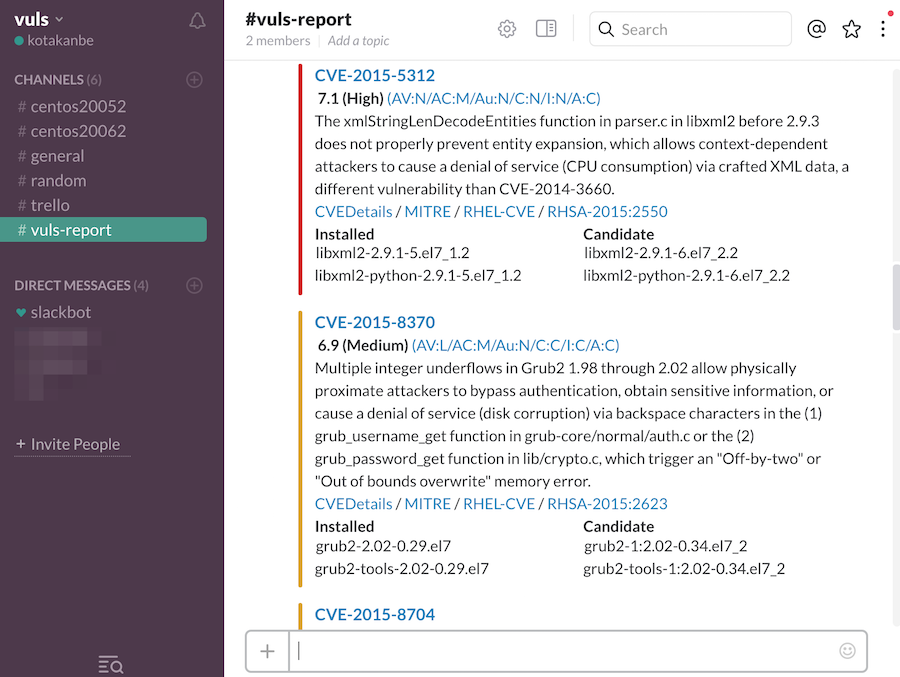 vuls
kotakanbe
CHANNELS (6)
# centos20052
# centos20062
# general
# random
# trello
# vuls-report
DIRECT MESSAGES (4)
slackbot
+ Invite People
#vuls-report
2 members | Add a topic
Search
CVE-2015-5312
7.1 (High) (AV:N/AC:M/Au:N/C:N/I:N/A:C)
The xmlStringLenDecodeEntities function in parser.c in libxml2 before 2.9.3
does not properly prevent entity expansion, which allows context-dependent
attackers to cause a denial of service (CPU consumption) via crafted XML data, a
different vulnerability than CVE-2014-3660.
CVEDetails / MITRE / RHEL-CVE / RHSA-2015:2550
Installed Candidate
libxml2-2.9.1-5.el7_1.2 libxml2-2.9.1-6.el7_2.2
libxml2-python-2.9.1-5.el7_1.2 libxml2-python-2.9.1-6.el7_2.2
CVE-2015-8370
6.9 (Medium) (AV:L/AC:M/Au:N/C:C/I:C/A:C)
Multiple integer underflows in Grub2 1.98 through 2.02 allow physically
proximate attackers to bypass authentication, obtain sensitive information, or
cause a denial of service (disk corruption) via backspace characters in the (1)
grub_username_get function in grub-core/normal/auth.c or the (2)
grub_password_get function in lib/crypto.c, which trigger an "Off-by-two" or
"Out of bounds overwrite" memory error.
CVEDetails / MITRE / RHEL-CVE / RHSA-2015:2623
Installed Candidate
grub2-2.02-0.29.el7 grub2-1:2.02-0.34.el7_2
grub2-tools-2.02-0.29.el7 grub2-tools-1:2.02-0.34.el7_2
CVE-2015-8704